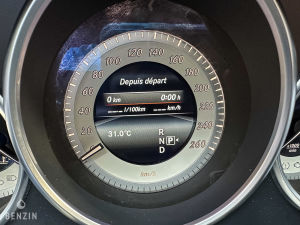 120 140 160
100 180
80 200
60 220
40 240
20 260
Depuis départ
0 km 0:00 h
---,- l/100km ---,- km/h
31.0°C
R
N P
D
km/h
BENZIN